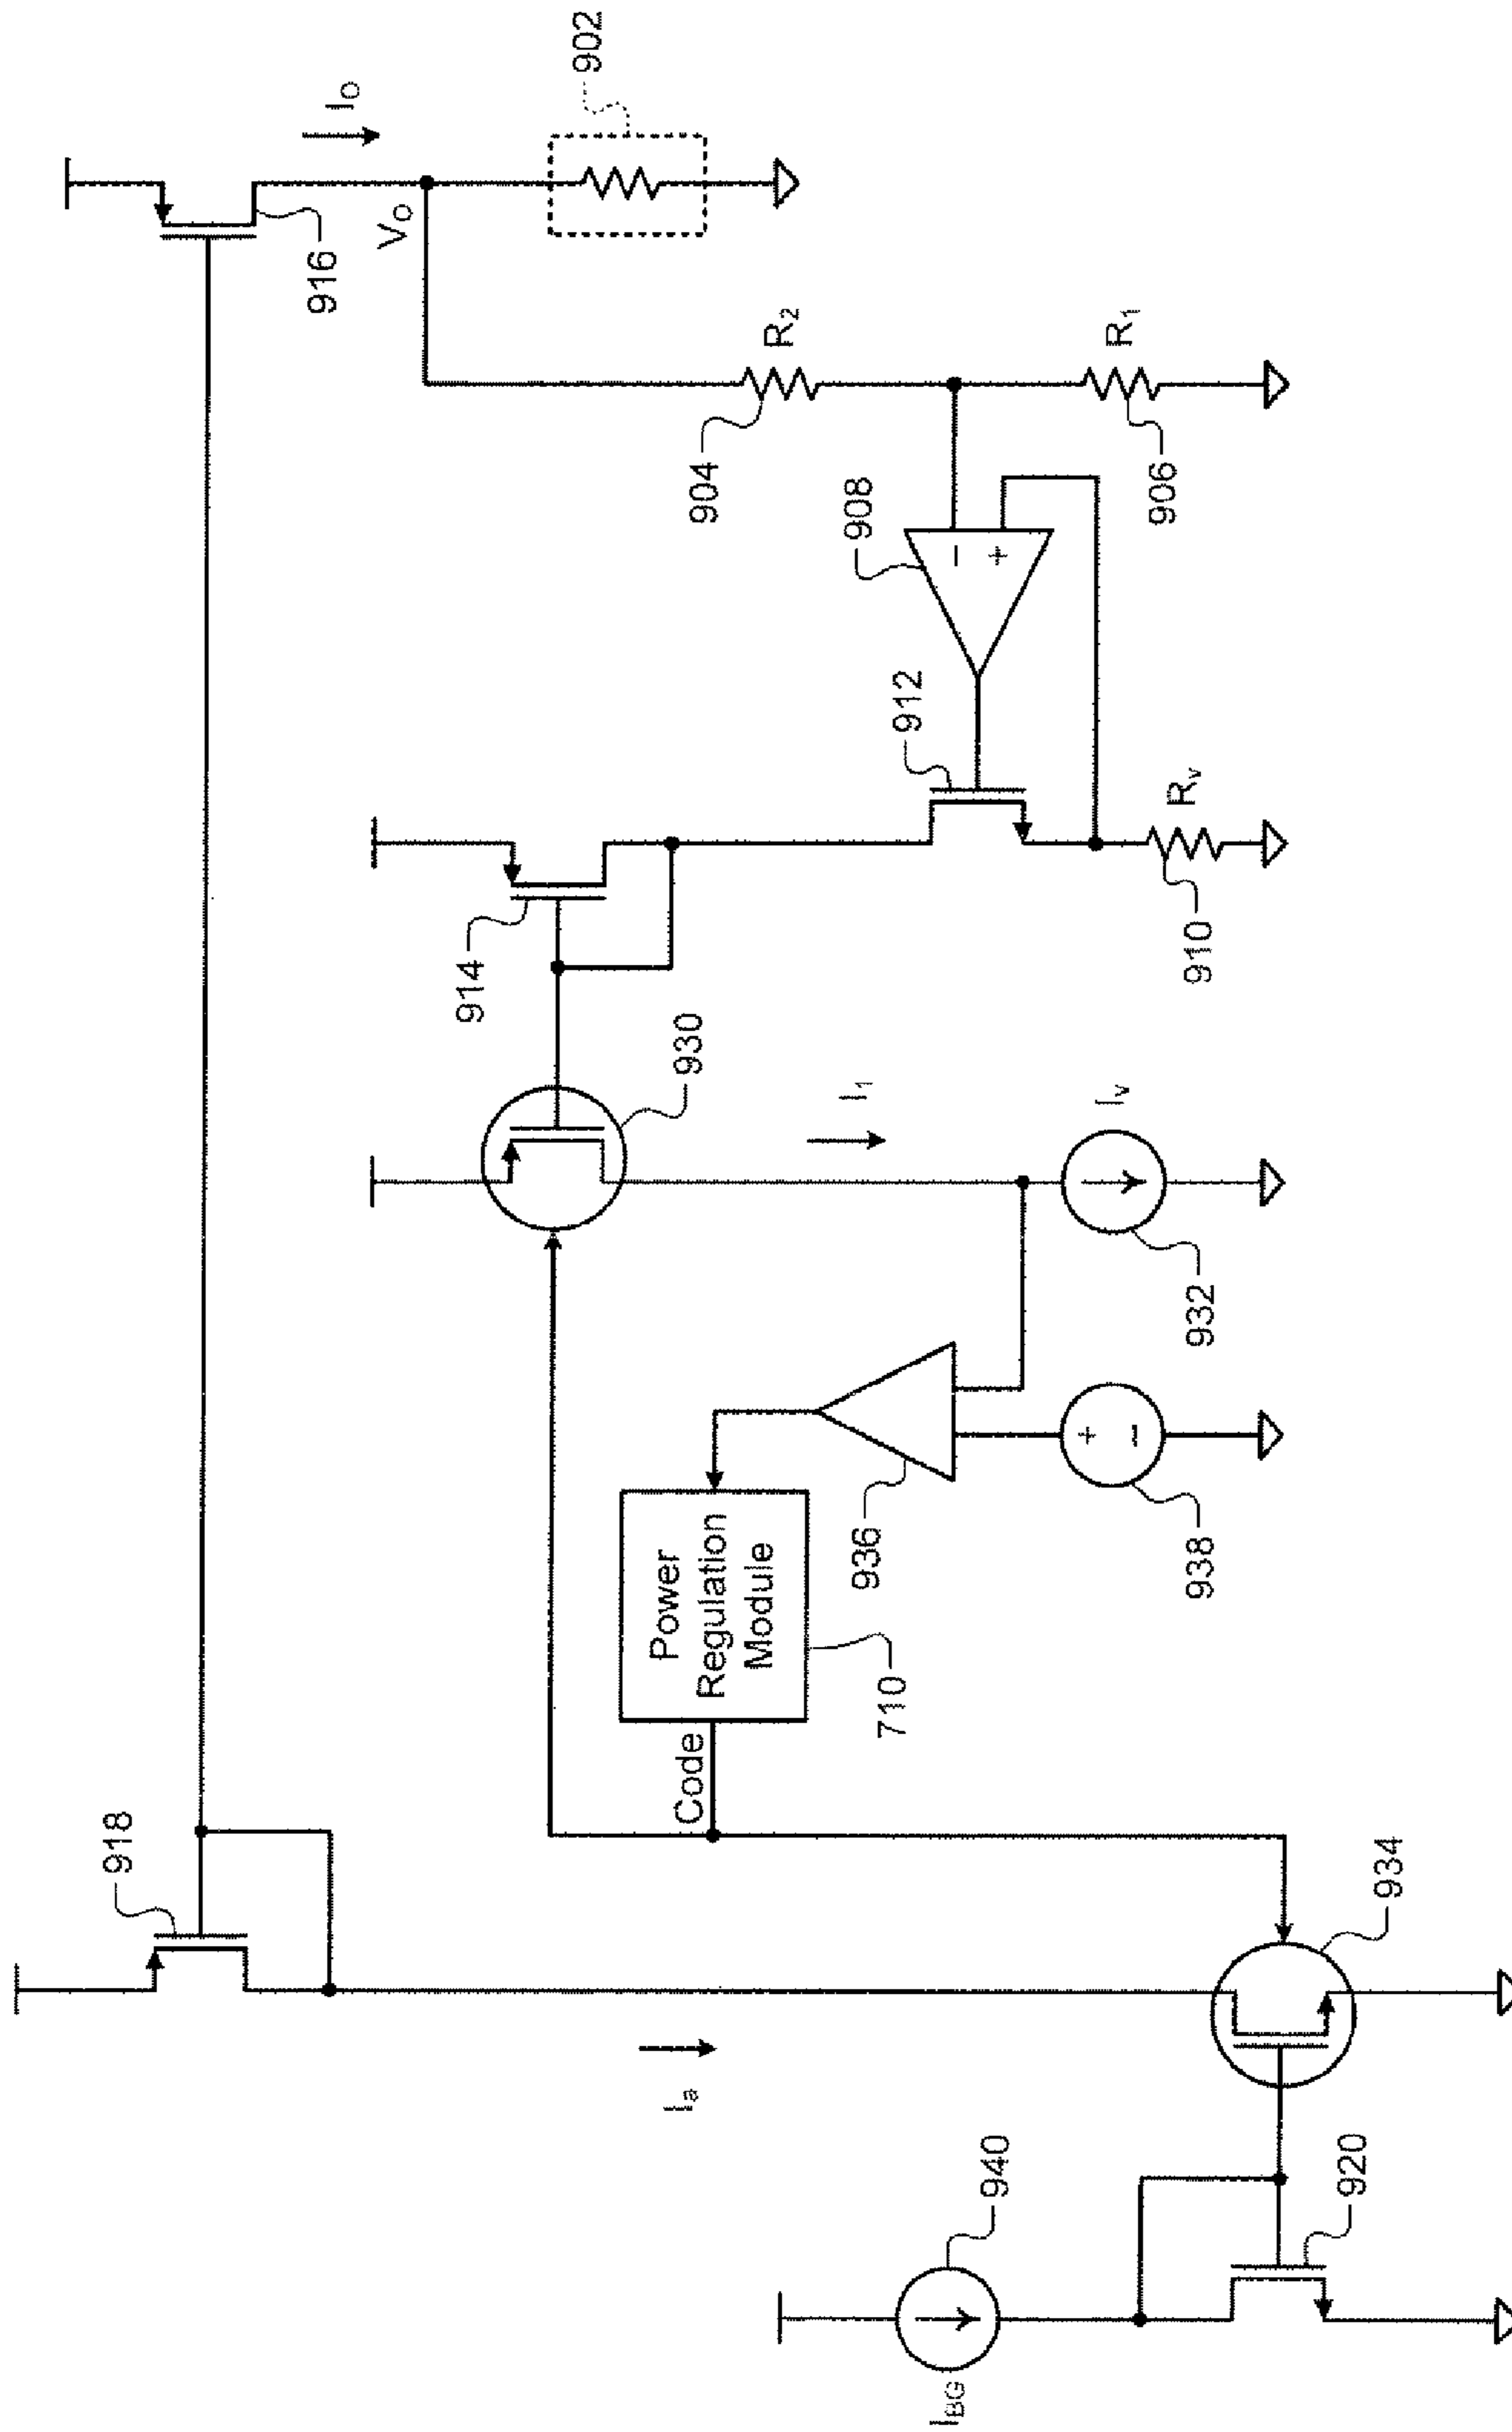 902
I_O
V_O
916
R_2
904
R_1
906
908
-
+
912
R_v
910
914
930
I_1
I_v
932
936
+
-
938
Power
Regulation
Module
710
Code
918
934
I_a
940
920
I_BG